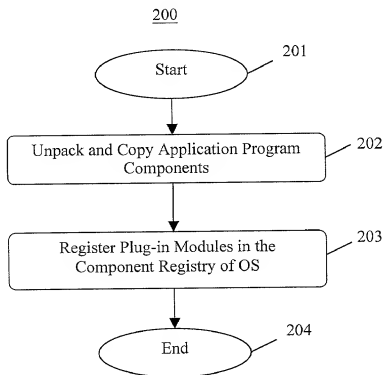 200
Start
201
Unpack and Copy Application Program
Components
202
Register Plug-in Modules in the
Component Registry of OS
203
End
204